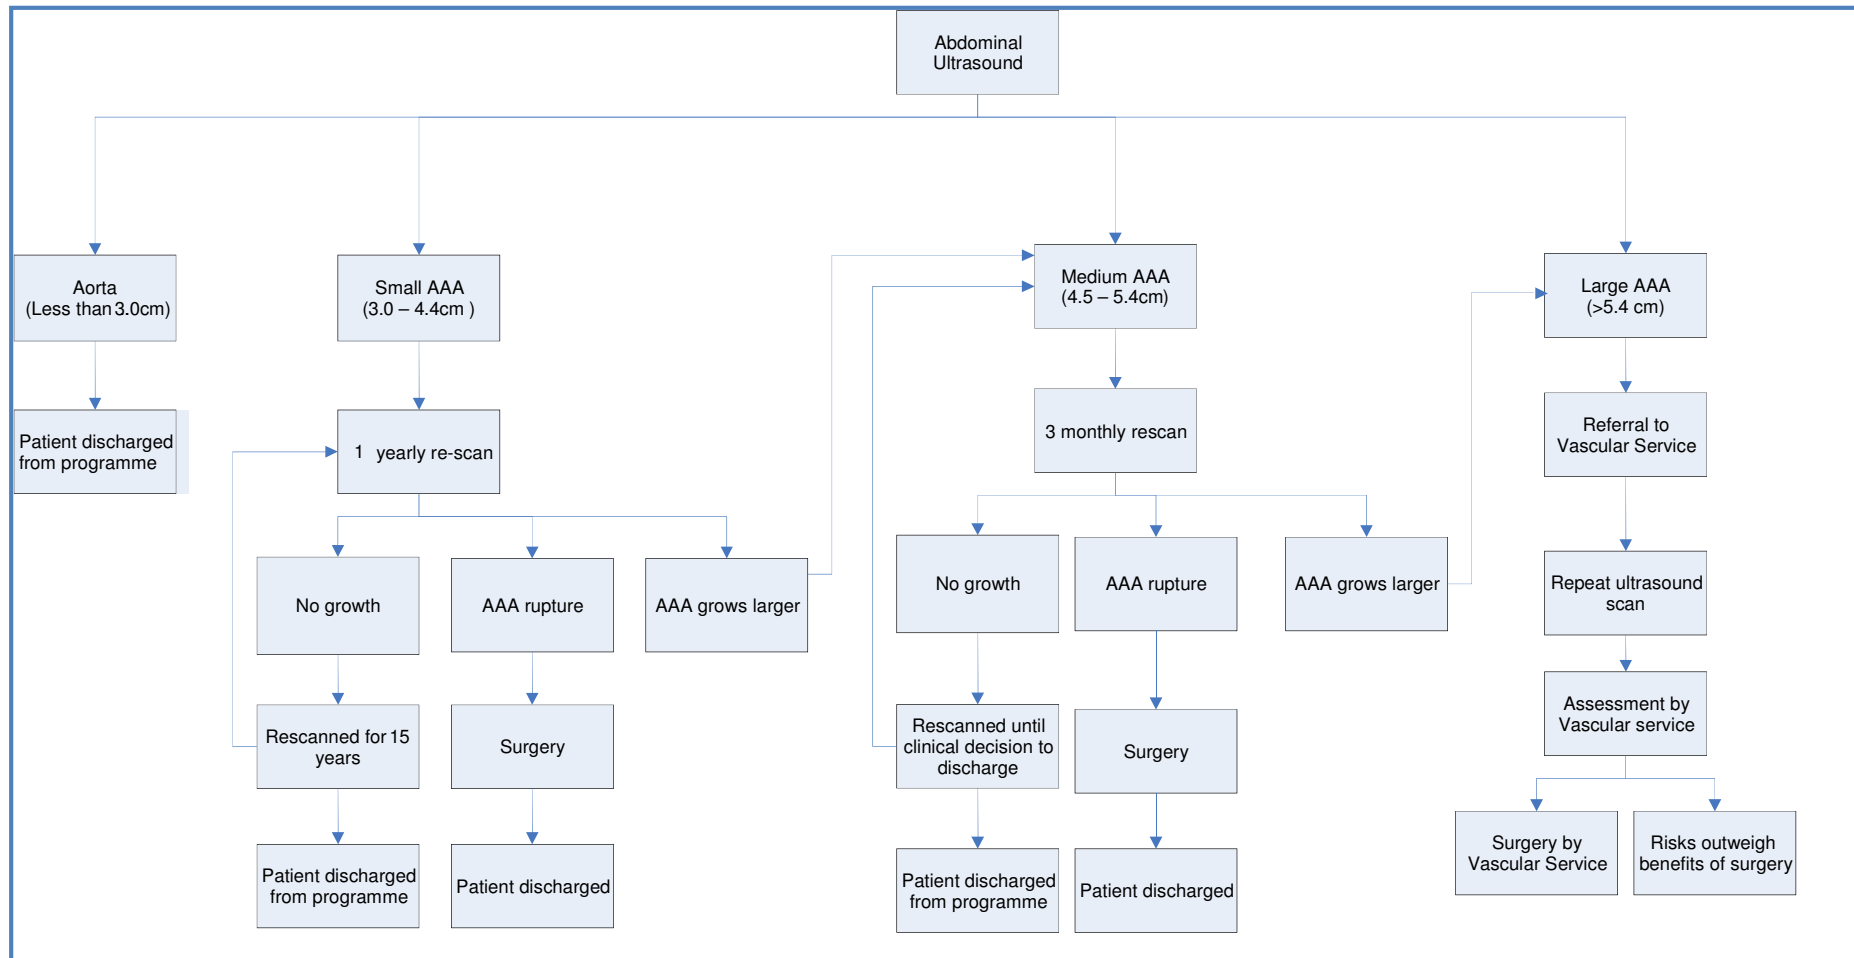 Abdominal
Ultrasound
Aorta
(Less than 3.0cm)
Small AAA
(3.0 – 4.4cm )
Medium AAA
(4.5 – 5.4cm)
Large AAA
(>5.4 cm)
Patient discharged
from programme
1 yearly re-scan
3 monthly rescan
Referral to
Vascular Service
No growth
AAA rupture
AAA grows larger
No growth
AAA rupture
AAA grows larger
Repeat ultrasound
scan
Rescanned for 15
years
Surgery
Rescanned until
clinical decision to
discharge
Surgery
Assessment by
Vascular service
Patient discharged
from programme
Patient discharged
Patient discharged
from programme
Patient discharged
Surgery by
Vascular Service
Risks outweigh
benefits of surgery